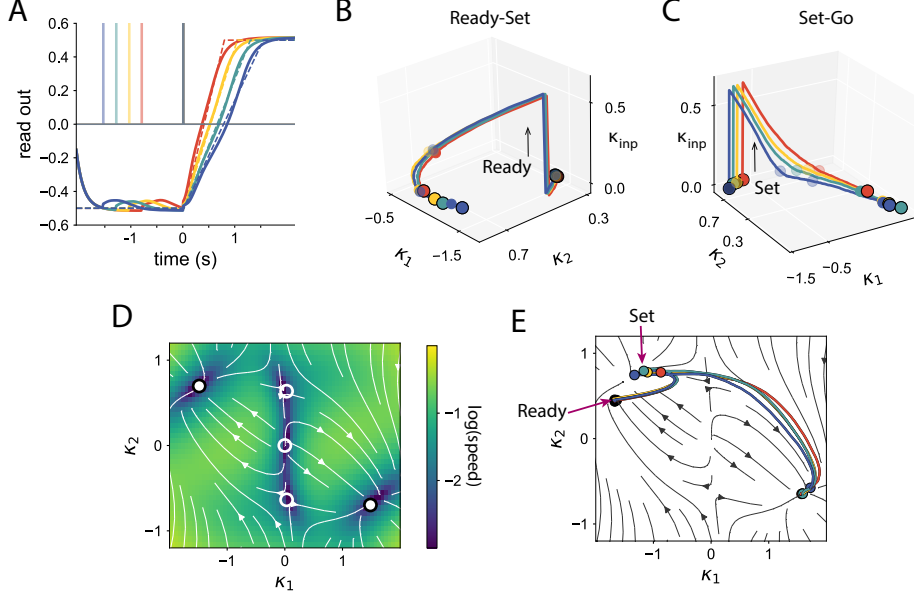 A
0.6
0.4
0.2
0.0
−0.2
−0.4
−0.6
read out
−1
0
1
time (s)
B
Ready-Set
Ready
0.5
κinp
0.0
−0.5
κ1
−1.5
0.7
κ2
0.3
C
Set-Go
0.5
κinp
0.0
Set
0.7
κ2
0.3
−1.5
−0.5
κ1
D
1
0
−1
κ2
−1
0
1
κ1
−1
−2
log(speed)
E
Set
Ready
1
κ2
0
−1
−1
0
1
κ1